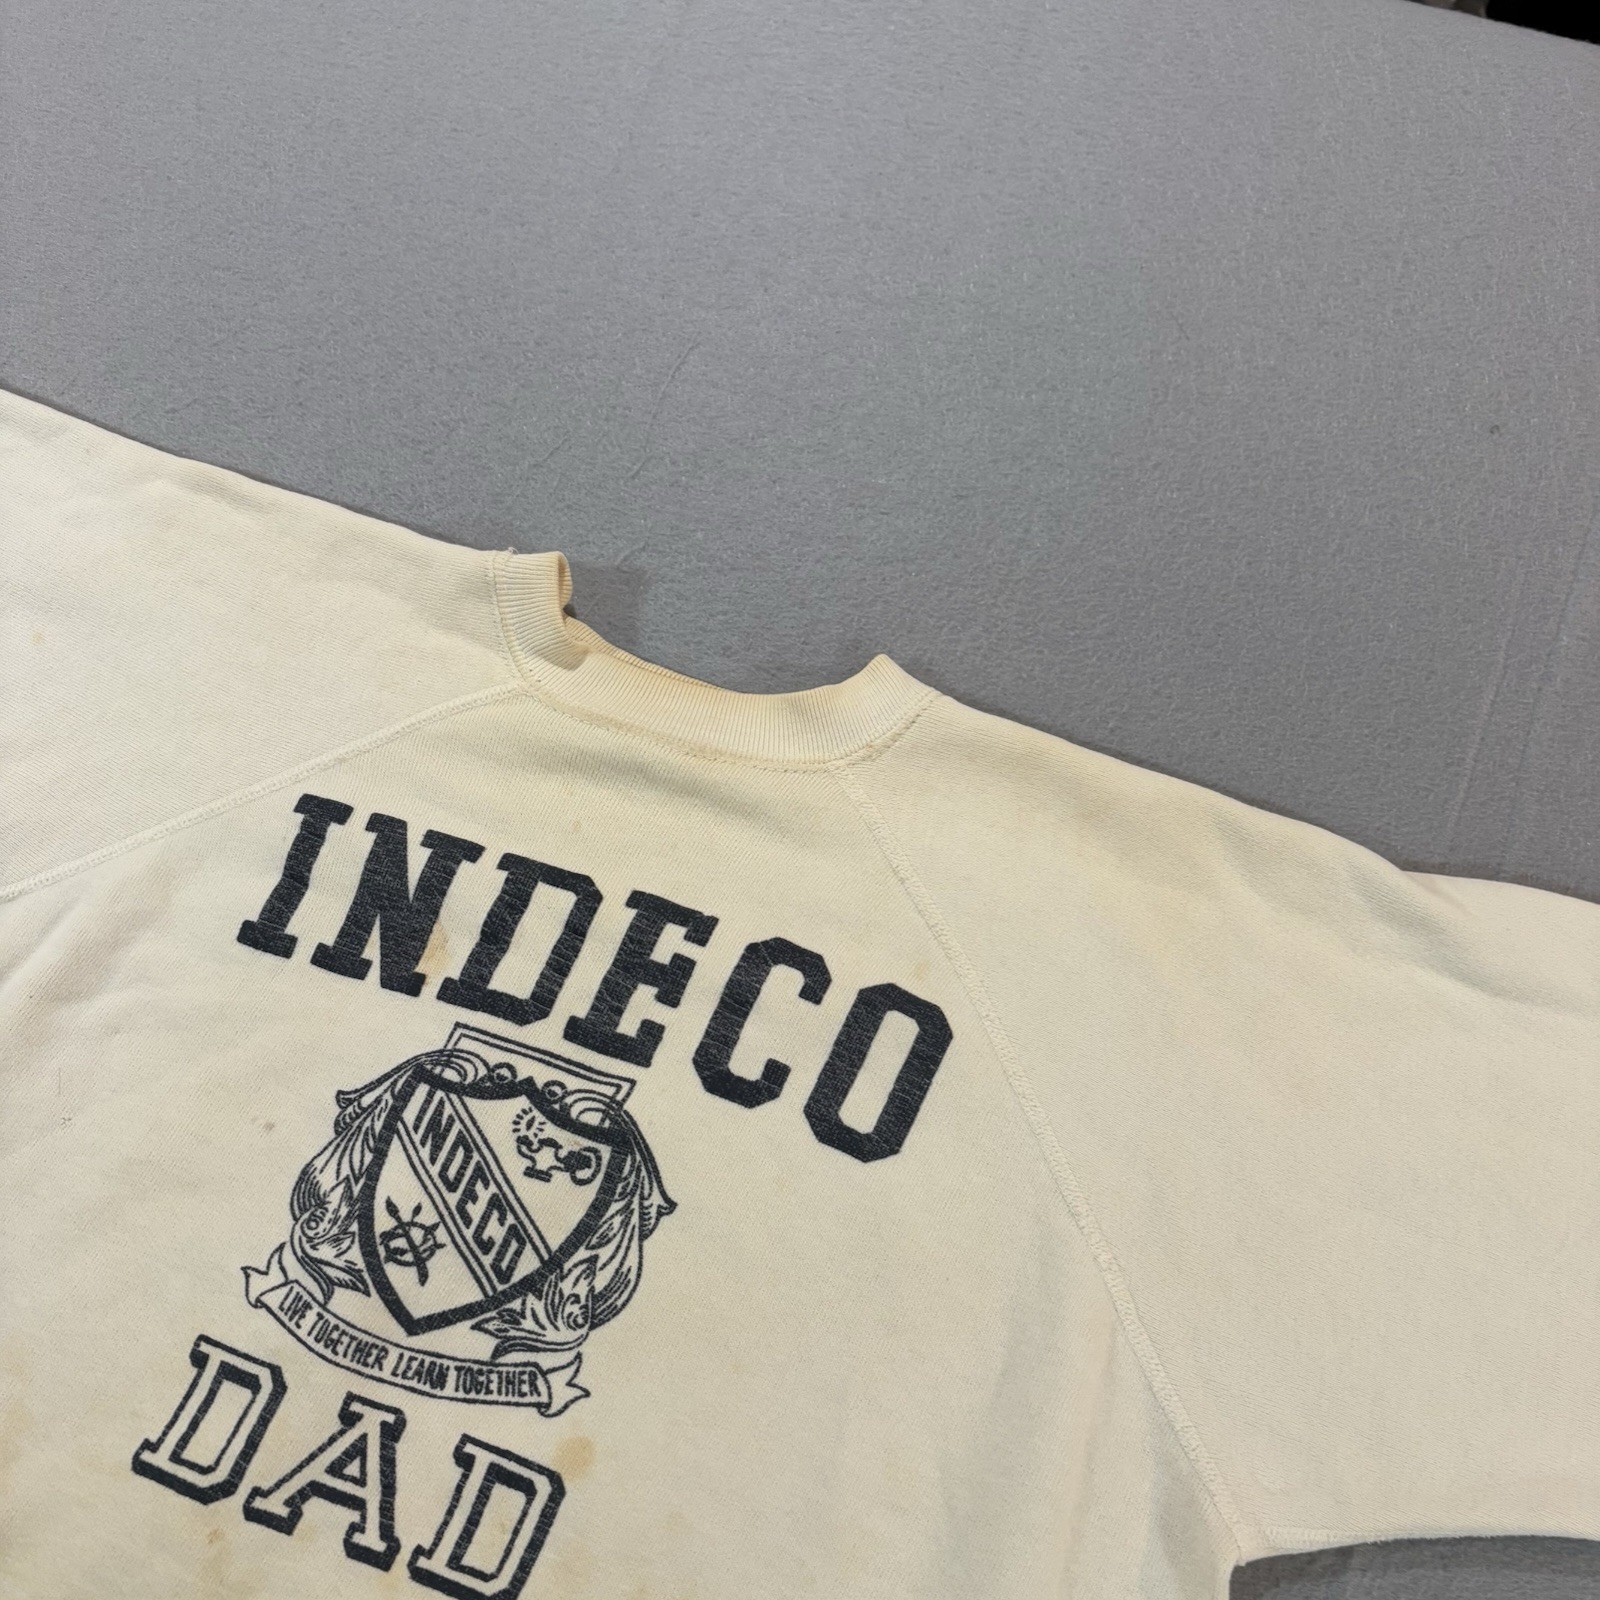 INDECO
INDECO
LIVE TOGETHER LEARN TOGETHER
DAD